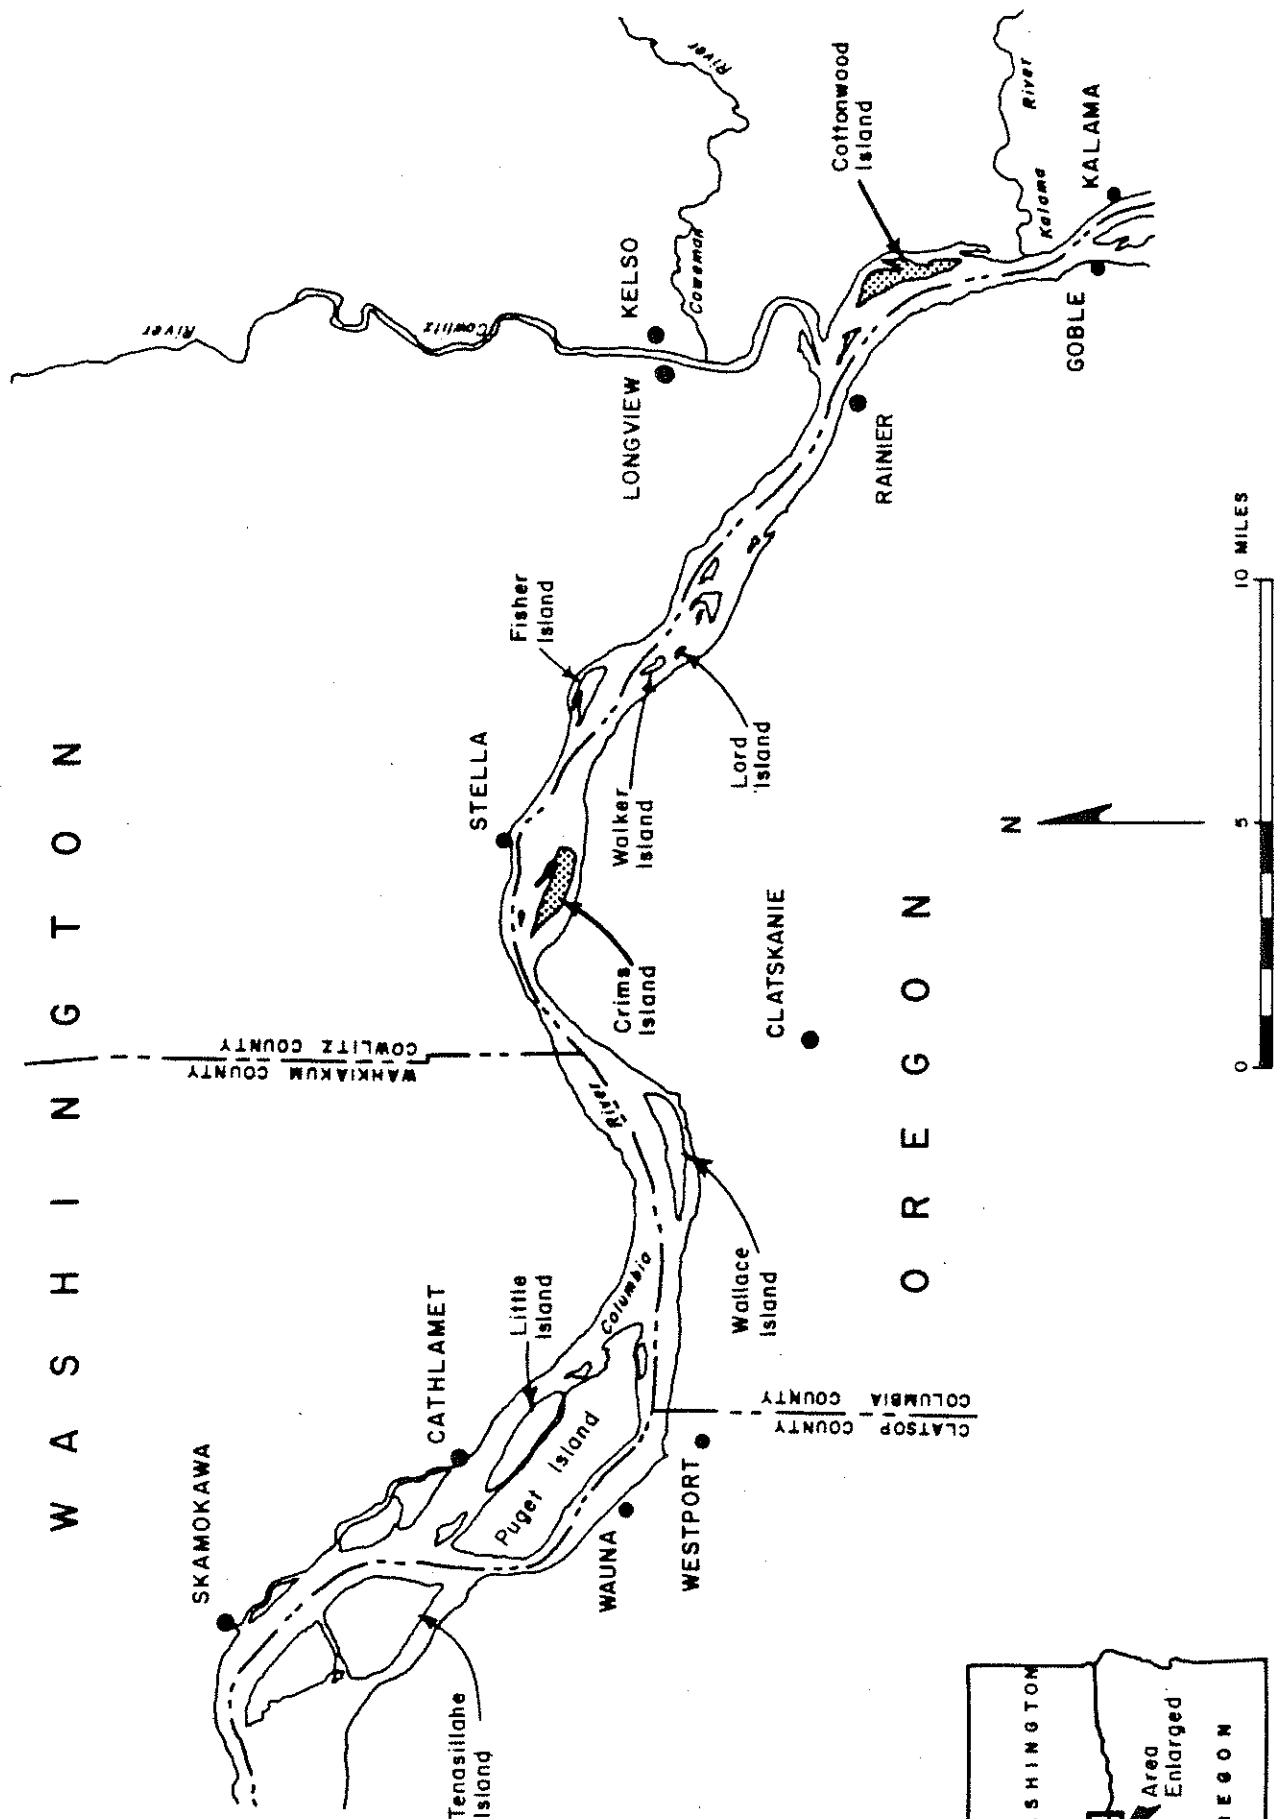 WASHINGTON
SKAMOKAWA
CATHLAMET
Little
Island
Puget Island
Tenasillahe
Island
WAUNA
WESTPORT
CLATSOP COUNTY
COLUMBIA COUNTY
Columbia
River
Wallace
Island
WAHKIAKUM COUNTY
COWLITZ COUNTY
Crims
Island
STELLA
Fisher
Island
Walker
Island
Lord
Island
CLATSKANIE
OREGON
LONGVIEW
KELSO
Cowlitz
River
Coweman
River
RAINIER
Cottonwood
Island
Kalama
River
KALAMA
GOBLE
N
0 5 10 MILES
SHINGTON
Area
Enlarged
EGON